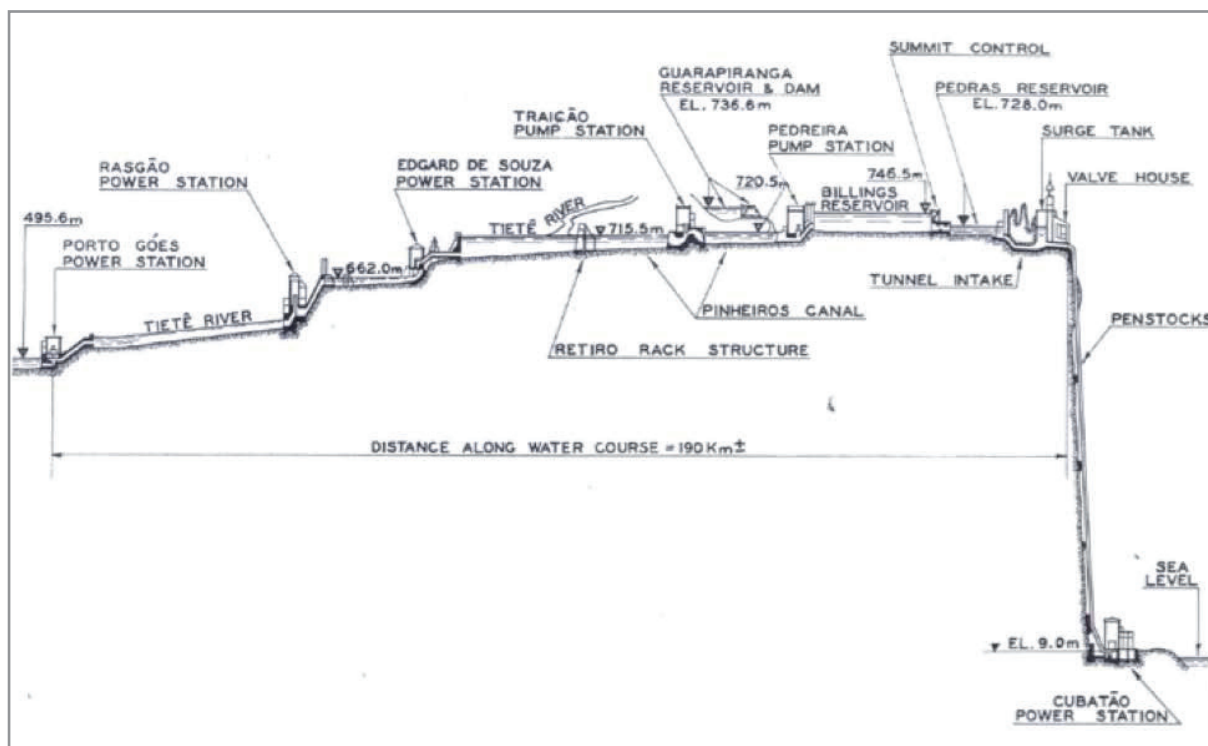 SUMMIT CONTROL
GUARAPIRANGA
RESERVOIR & DAM
EL. 736.6m
PEDRAS RESERVOIR
EL. 728.0m
TRAIÇÃO
PUMP STATION
PEDREIRA
PUMP STATION
SURGE TANK
RASGÃO
POWER STATION
EDGARD DE SOUZA
POWER STATION
720.5m
746.5m
VALVE HOUSE
BILLINGS
RESERVOIR
495.6m
TIETÊ RIVER
715.5m
PORTO GÓES
POWER STATION
662.0m
TUNNEL INTAKE
PINHEIROS CANAL
TIETÊ RIVER
PENSTOCKS
RETIRO RACK STRUCTURE
DISTANCE ALONG WATER COURSE = 190 Km ±
SEA
LEVEL
EL. 9.0m
CUBATÃO
POWER STATION